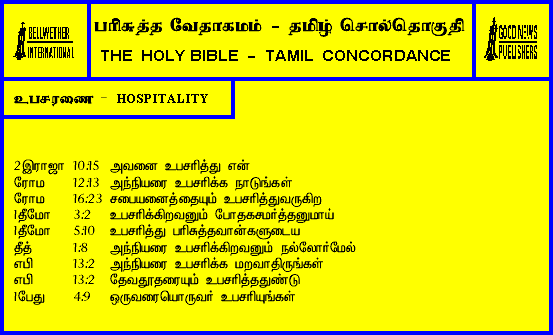 BELLWETHER
INTERNATIONAL
பரிசுத்த வேதாகமம் - தமிழ் சொல்தொகுதி
THE HOLY BIBLE - TAMIL CONCORDANCE
GOOD NEWS
PUBLISHERS
உபசரணை - HOSPITALITY
2இராஜா 10:15 அவனை உபசரித்து என்
ரோம 12:13 அந்நியரை உபசரிக்க நாடுங்கள்
ரோம 16:23 சபையனைத்தையும் உபசரித்துவருகிற
1தீமோ 3:2 உபசரிக்கிறவனும் போதகசமர்த்தனுமாய்
1தீமோ 5:10 உபசரித்து பரிசுத்தவான்களுடைய
தீத் 1:8 அந்நியரை உபசரிக்கிறவனும் நல்லோர்மேல்
எபி 13:2 அந்நியரை உபசரிக்க மறவாதிருங்கள்
எபி 13:2 தேவதூதரையும் உபசரித்ததுண்டு
1பேது 4:9 ஒருவரையொருவர் உபசரியுங்கள்